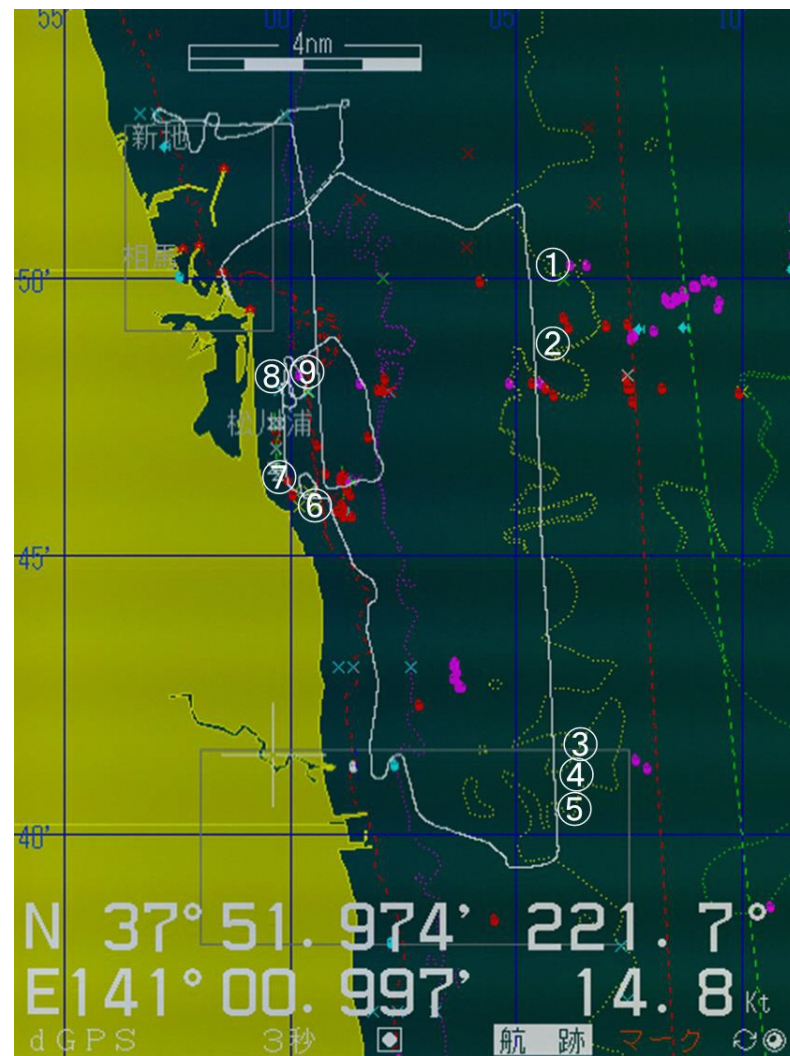 55' 00' 05' 10'
4nm
新地
相馬
50'
①
②
⑧ ⑨
松川浦
⑦
⑥
45'
③
④
⑤
40'
N 37°51.974' 221.7°
E141°00.997' 14.8Kt
dGPS 3秒 航跡 マーク